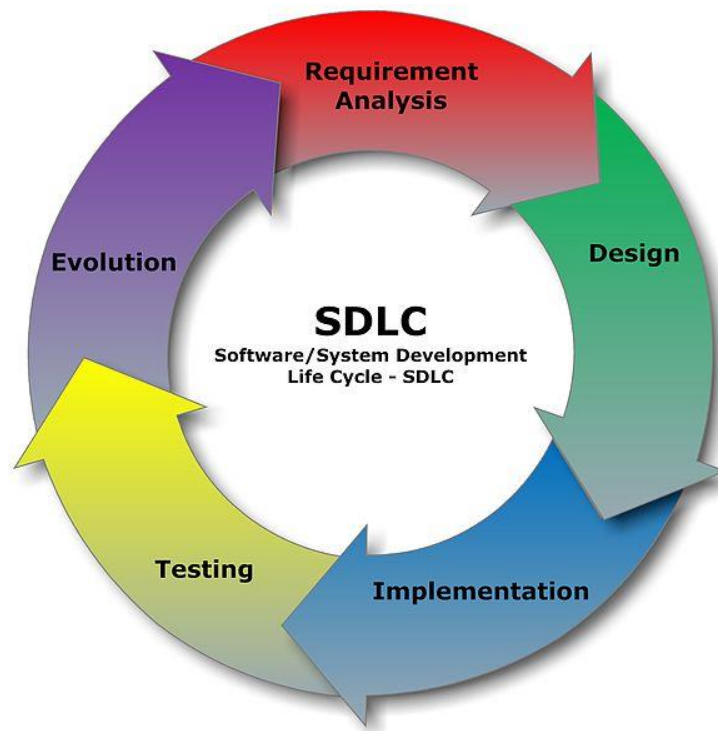 Requirement
Analysis
Design
Evolution
SDLC
Software/System Development
Life Cycle - SDLC
Testing
Implementation